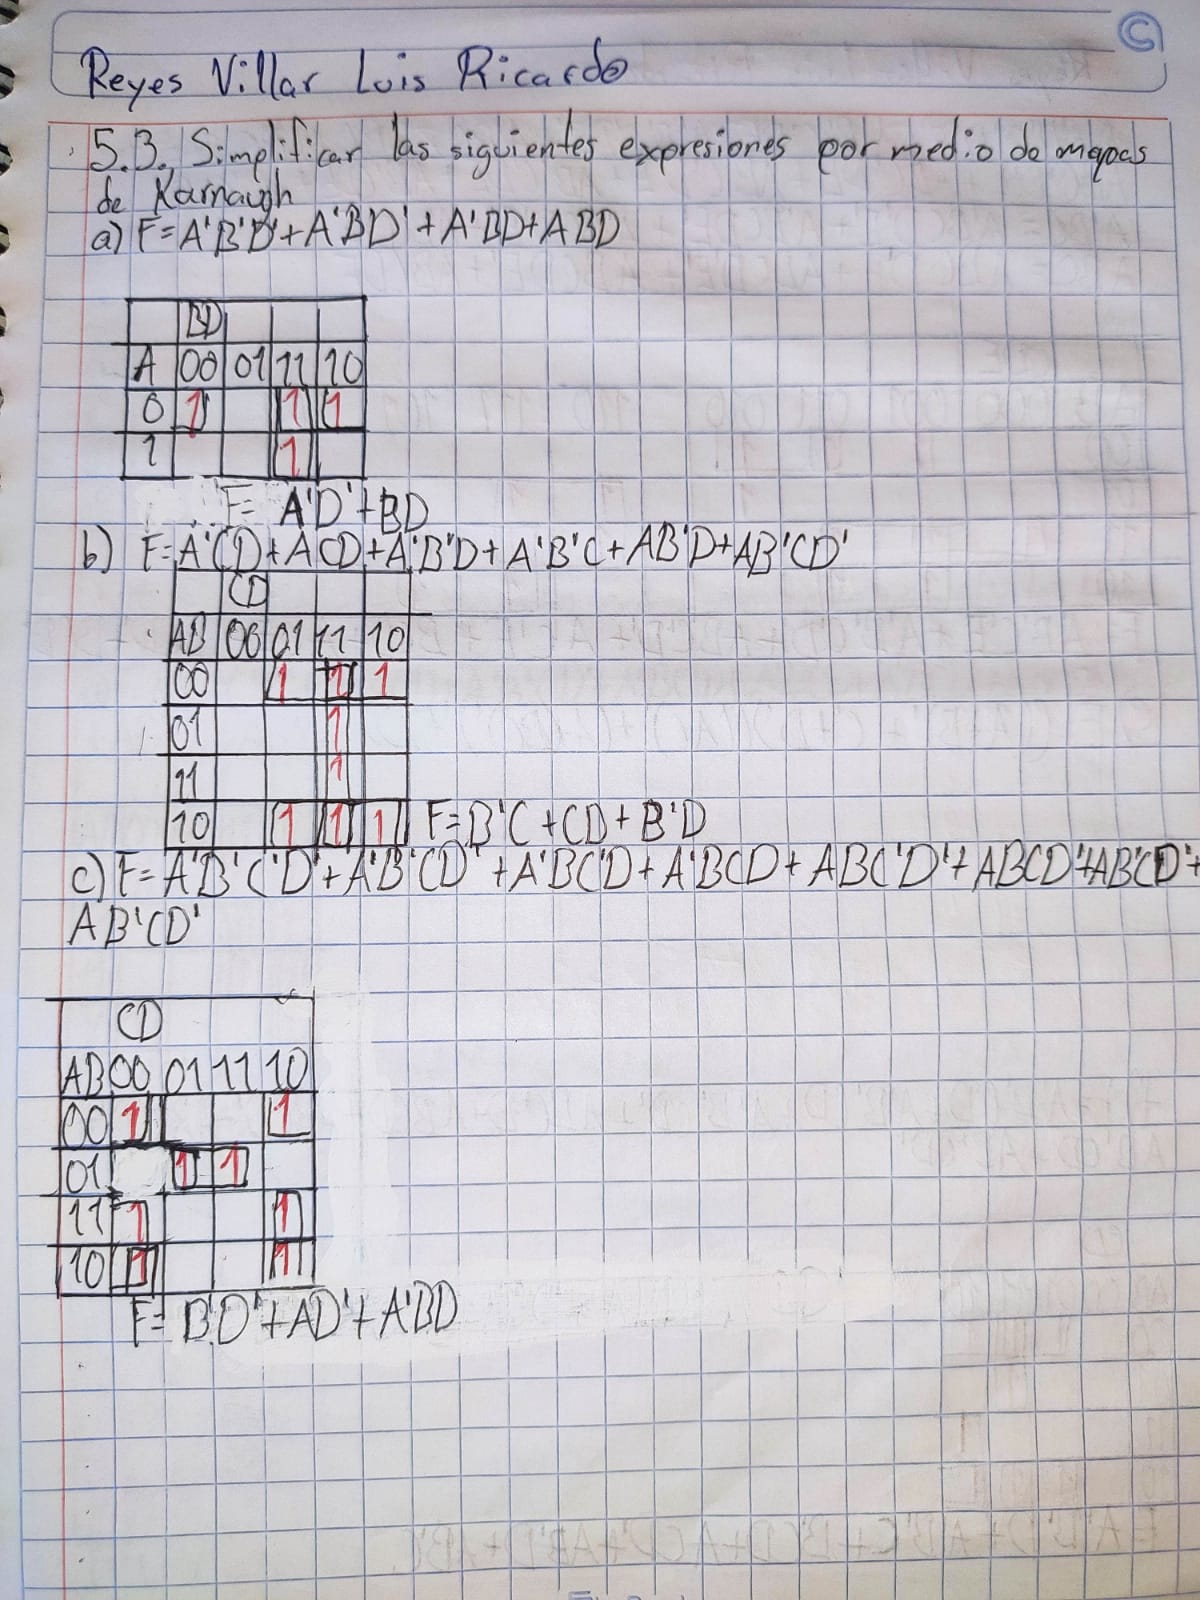 Reyes Villar Luis Ricardo
5.3. Simplificar las siguientes expresiones por medio de mapas
de Karnaugh
a) F=A'B'D'+A'BD'+A'BD+ABD
BD
A 00 01 11 10
0 1 1 1
1 1
F= A'D'+BD
b) F=A'CD+ACD+A'B'D+A'B'C+AB'D+AB'CD'
CD
AB 00 01 11 10
00 1 1 1
01 1
11 1
10 1 1 1 F=B'C+CD+B'D
c) F=A'B'C'D'+A'B'CD'+A'BC'D+A'BCD+ABC'D'+ABCD'+AB'C'D'+
AB'CD'
CD
AB 00 01 11 10
00 1 1
01 1 1
11 1 1
10 1 1
F= B'D'+AD'+A'BD